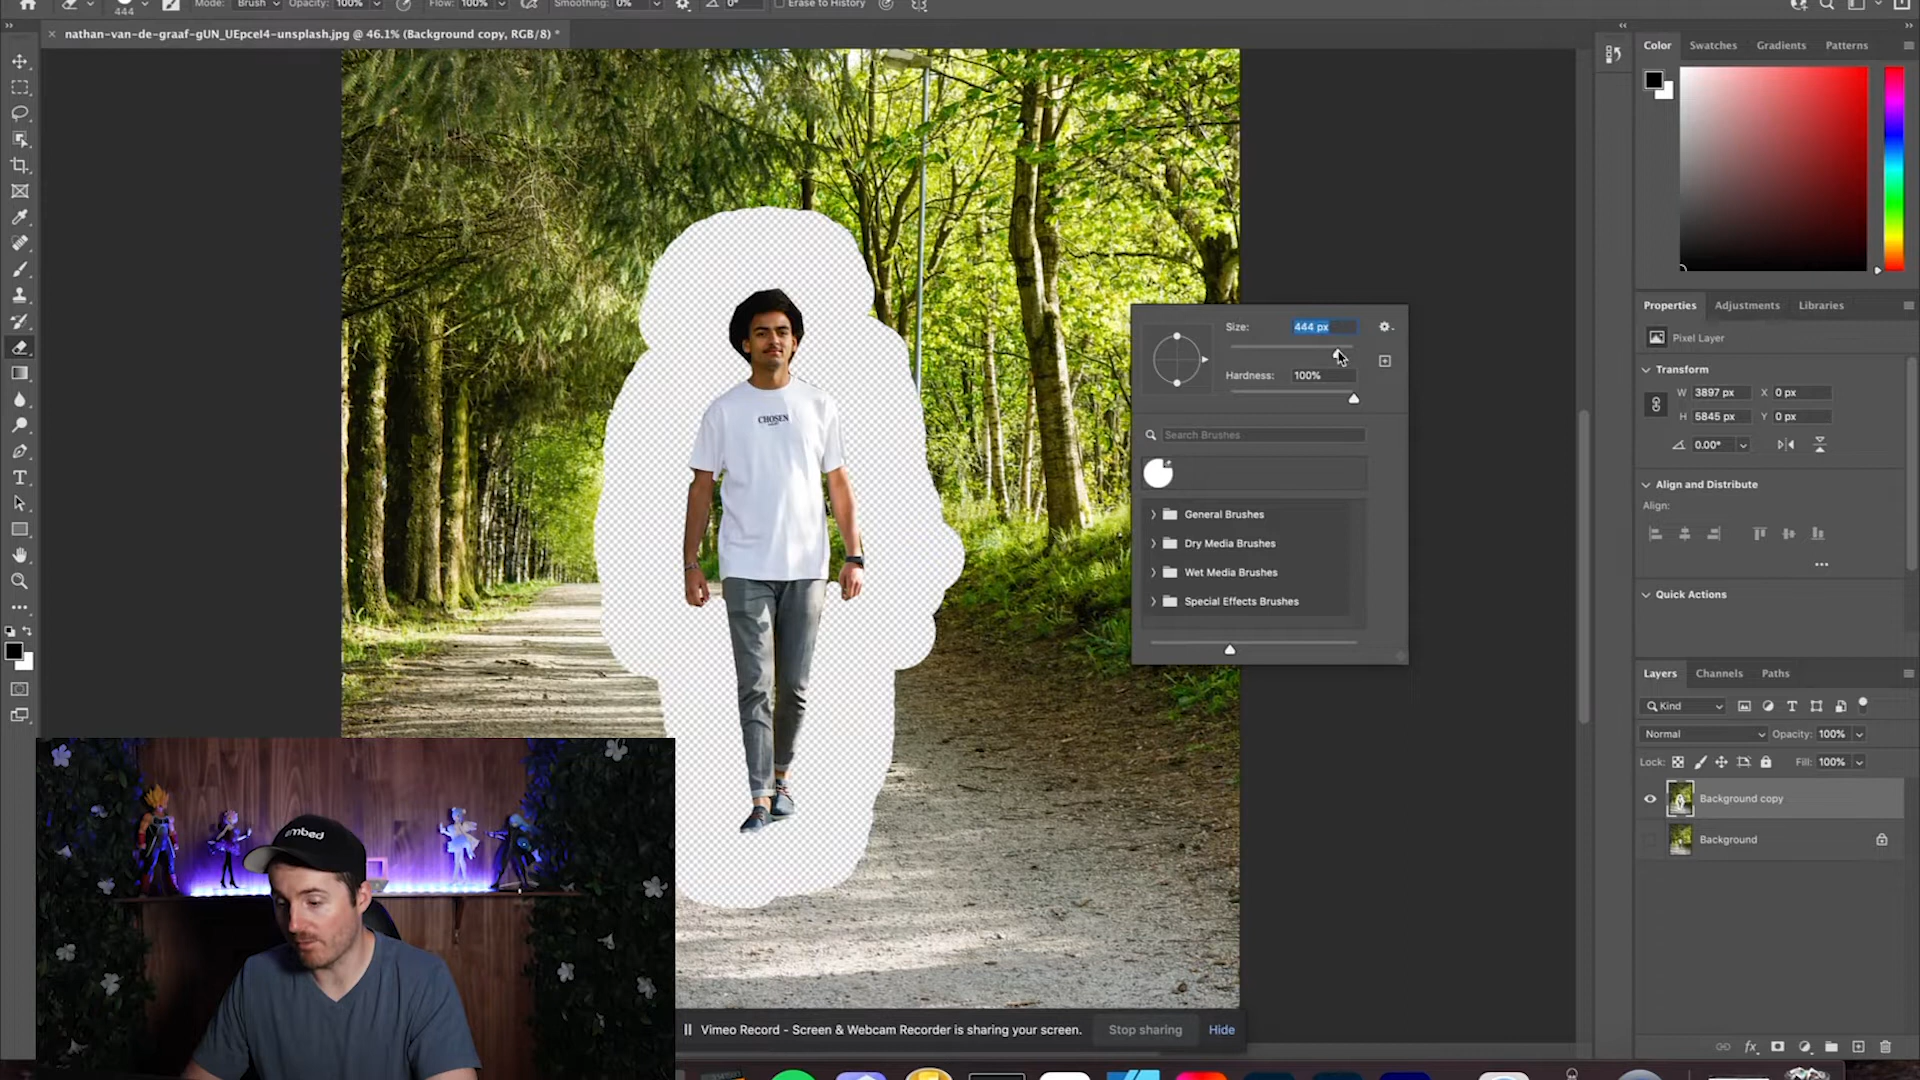 444 Mode: Brush Opacity: 100% Flow: 100% Smoothing: 0% 0° Erase to History
nathan-van-de-graaf-gUN_UEpceI4-unsplash.jpg @ 46.1% (Background copy, RGB/8) *
Color Swatches Gradients Patterns
Size: 444 px
Hardness: 100%
Search Brushes
General Brushes
Dry Media Brushes
Wet Media Brushes
Special Effects Brushes
CHOSEN
Properties Adjustments Libraries
Pixel Layer
Transform
W 3897 px X 0 px
H 5845 px Y 0 px
0.00°
Align and Distribute
Align:
Quick Actions
Layers Channels Paths
Kind
Normal Opacity: 100%
Lock: Fill: 100%
Background copy
Background
embed
Vimeo Record - Screen & Webcam Recorder is sharing your screen. Stop sharing Hide